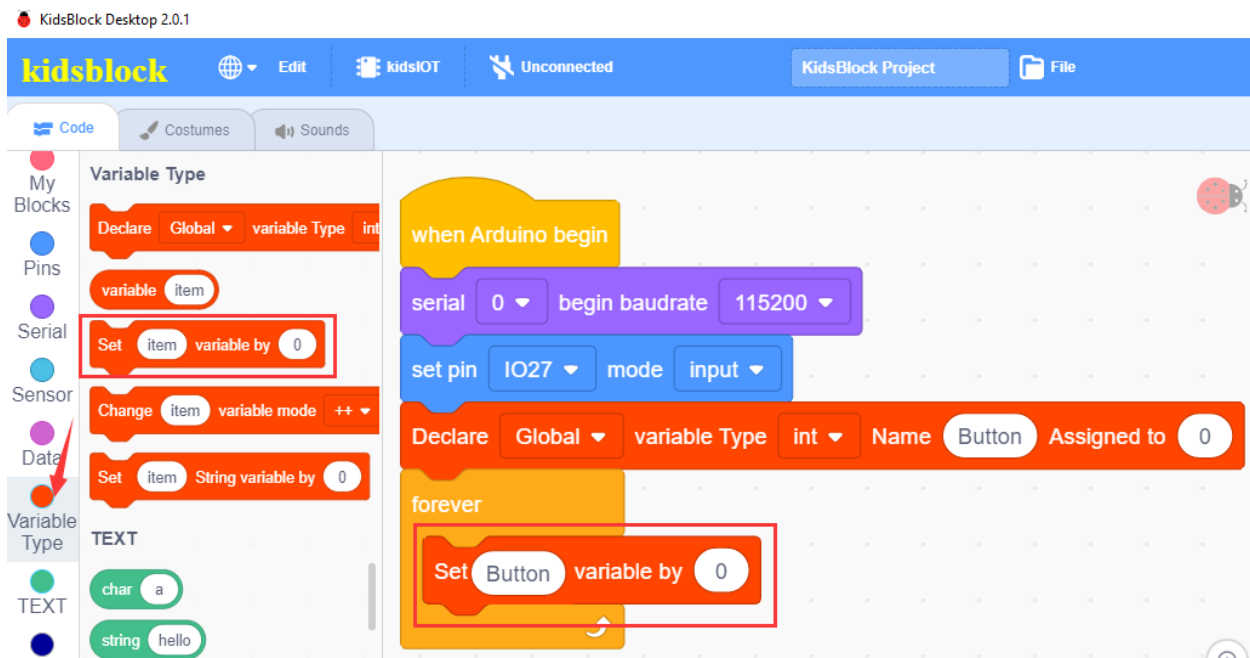 KidsBlock Desktop 2.0.1
kidsblock Edit kidsIOT Unconnected KidsBlock Project File
Code Costumes Sounds
My Blocks
Pins
Serial
Sensor
Data
Variable Type
TEXT
Variable Type
Declare Global variable Type int
variable item
Set item variable by 0
Change item variable mode ++
Set item String variable by 0
TEXT
char a
string hello
when Arduino begin
serial 0 begin baudrate 115200
set pin IO27 mode input
Declare Global variable Type int Name Button Assigned to 0
forever
Set Button variable by 0